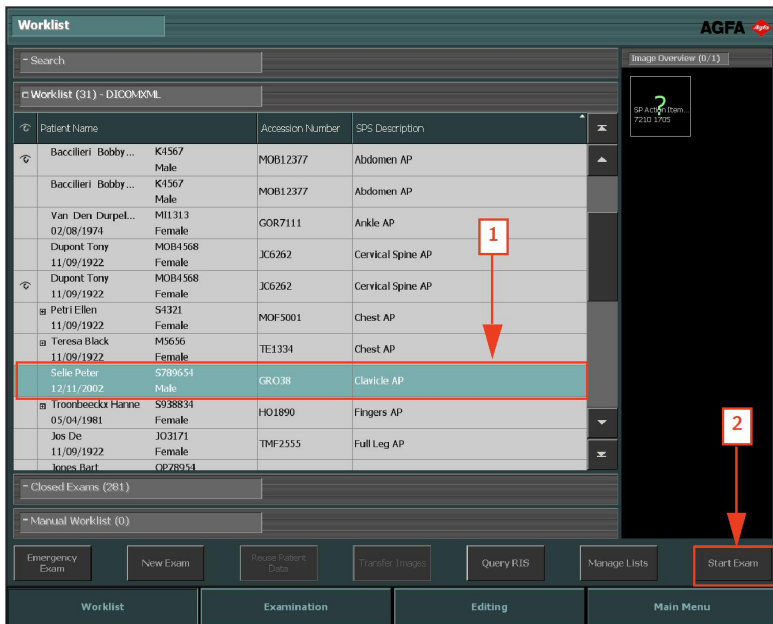 Worklist
AGFA
Search
Image Overview (0/1)
Worklist (31) - DICOMXML
SP Action Item...
7210 1705
Patient Name Accession Number SPS Description
Baccilieri Bobby... K4567 MOB12377 Abdomen AP
Male
Baccilieri Bobby... K4567 MOB12377 Abdomen AP
Male
Van Den Durpel... MI1313 GOR7111 Ankle AP
02/08/1974 Female
1
Dupont Tony MOB4568 JC6262 Cervical Spine AP
11/09/1922 Female
Dupont Tony MOB4568 JC6262 Cervical Spine AP
11/09/1922 Female
Petri Ellen S4321 MOF5001 Chest AP
11/09/1922 Female
Teresa Black M5656 TE1334 Chest AP
11/09/1922 Female
Selie Peter S789654 GRO38 Clavicle AP
12/11/2002 Male
Troonbeeckx Hanne S938834 HO1890 Fingers AP
05/04/1981 Female
2
Jos De JO3171 TMF2555 Full Leg AP
11/09/1922 Female
Jones Bart OP78954
Closed Exams (281)
Manual Worklist (0)
Emergency Exam New Exam Reuse Patient Data Transfer Images Query RIS Manage Lists Start Exam
Worklist Examination Editing Main Menu